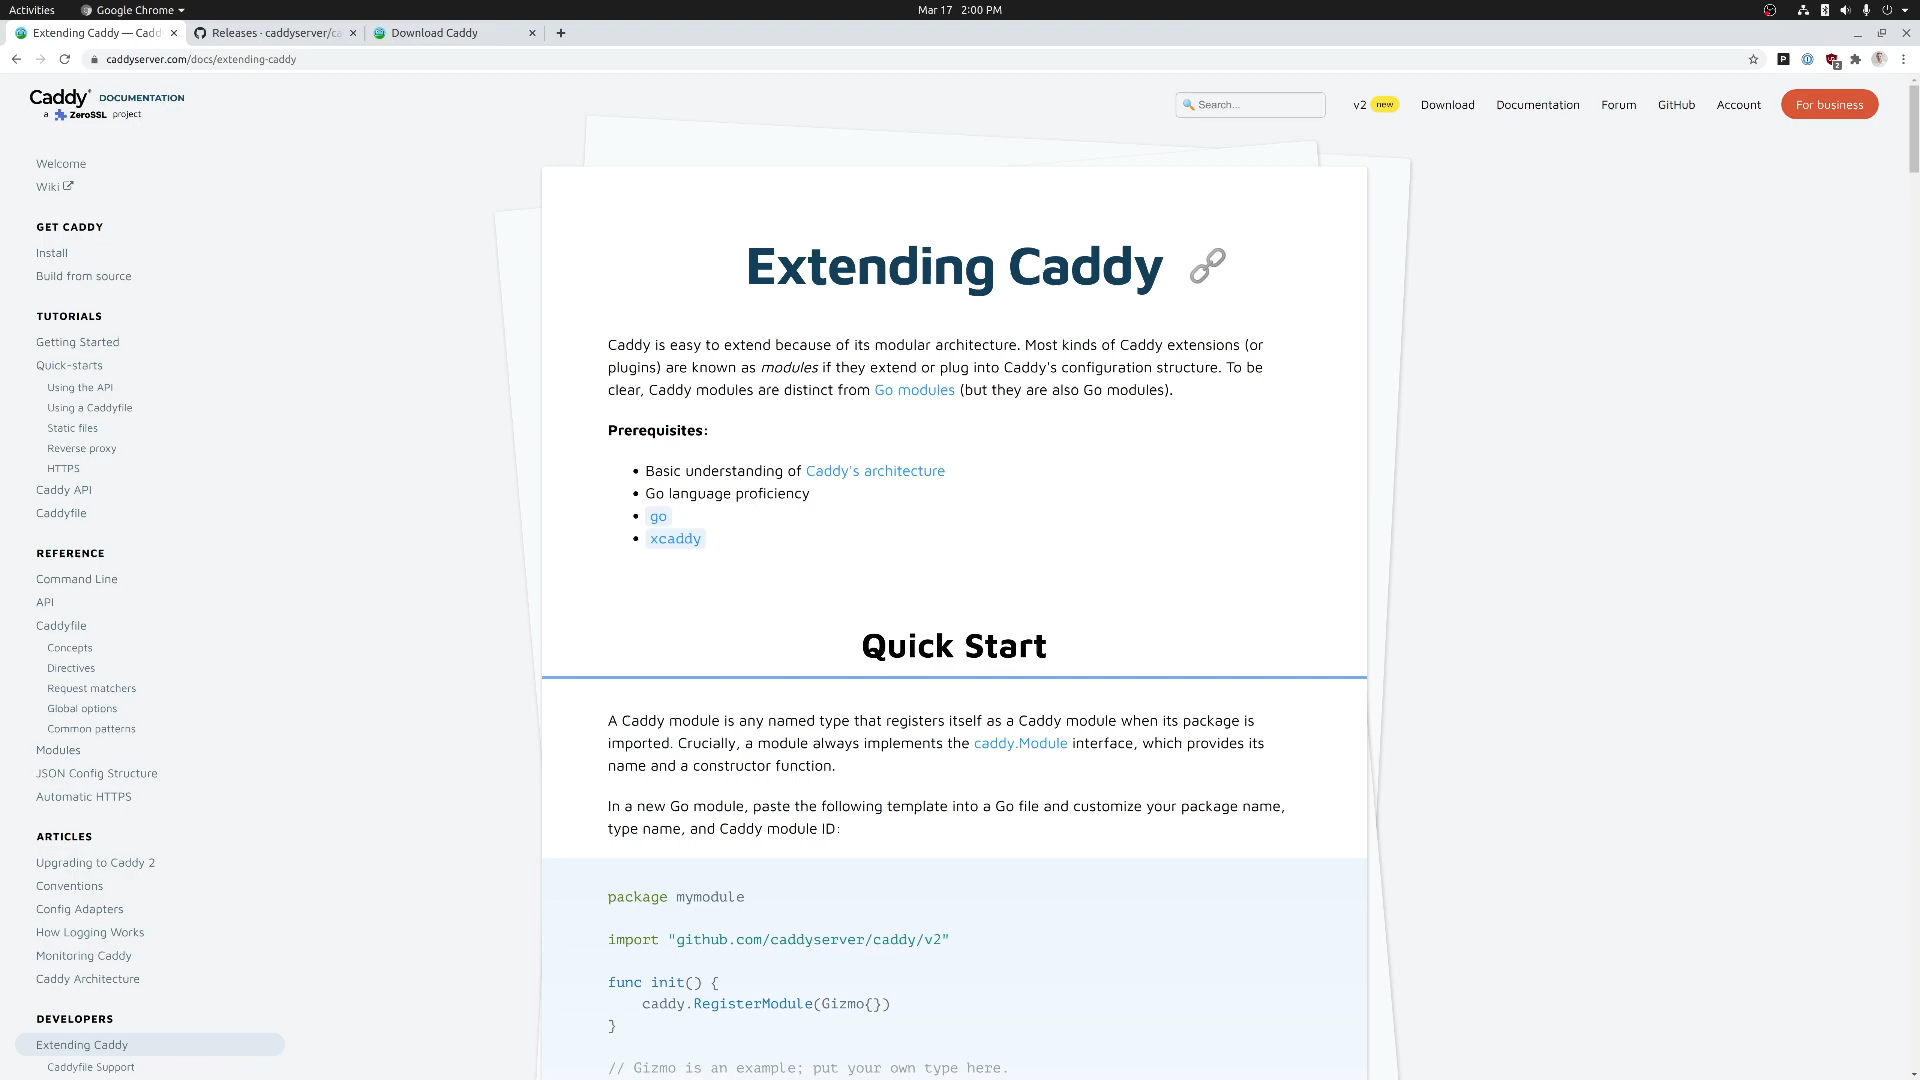 Activities
Google Chrome
Mar 17 2:00 PM
Extending Caddy — Cadd
Releases · caddyserver/ca
Download Caddy
caddyserver.com/docs/extending-caddy
2
Caddy DOCUMENTATION
a ZeroSSL project
Search...
v2 new
Download
Documentation
Forum
GitHub
Account
For business
Welcome
Wiki
GET CADDY
Install
Build from source
TUTORIALS
Getting Started
Quick-starts
Using the API
Using a Caddyfile
Static files
Reverse proxy
HTTPS
Caddy API
Caddyfile
REFERENCE
Command Line
API
Caddyfile
Concepts
Directives
Request matchers
Global options
Common patterns
Modules
JSON Config Structure
Automatic HTTPS
ARTICLES
Upgrading to Caddy 2
Conventions
Config Adapters
How Logging Works
Monitoring Caddy
Caddy Architecture
DEVELOPERS
Extending Caddy
Caddyfile Support
Extending Caddy
Caddy is easy to extend because of its modular architecture. Most kinds of Caddy extensions (or
plugins) are known as modules if they extend or plug into Caddy's configuration structure. To be
clear, Caddy modules are distinct from Go modules (but they are also Go modules).
Prerequisites:
• Basic understanding of Caddy's architecture
• Go language proficiency
• go
• xcaddy
Quick Start
A Caddy module is any named type that registers itself as a Caddy module when its package is
imported. Crucially, a module always implements the caddy.Module interface, which provides its
name and a constructor function.
In a new Go module, paste the following template into a Go file and customize your package name,
type name, and Caddy module ID:
package mymodule
import "github.com/caddyserver/caddy/v2"
func init() {
caddy.RegisterModule(Gizmo{})
}
// Gizmo is an example; put your own type here.